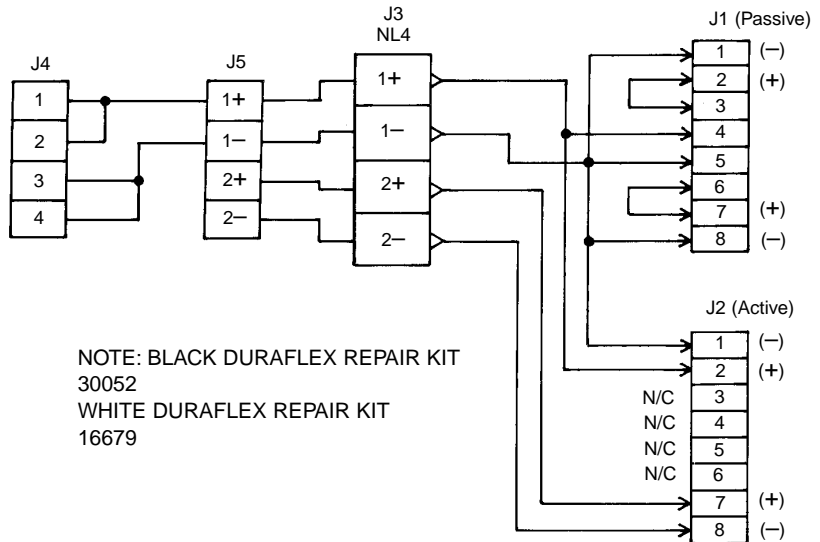 J4
1
2
3
4
J5
1+
1−
2+
2−
J3
NL4
1+
1−
2+
2−
J1 (Passive)
1 (−)
2 (+)
3
4
5
6
7 (+)
8 (−)
J2 (Active)
1 (−)
2 (+)
N/C 3
N/C 4
N/C 5
N/C 6
7 (+)
8 (−)
NOTE: BLACK DURAFLEX REPAIR KIT
30052
WHITE DURAFLEX REPAIR KIT
16679